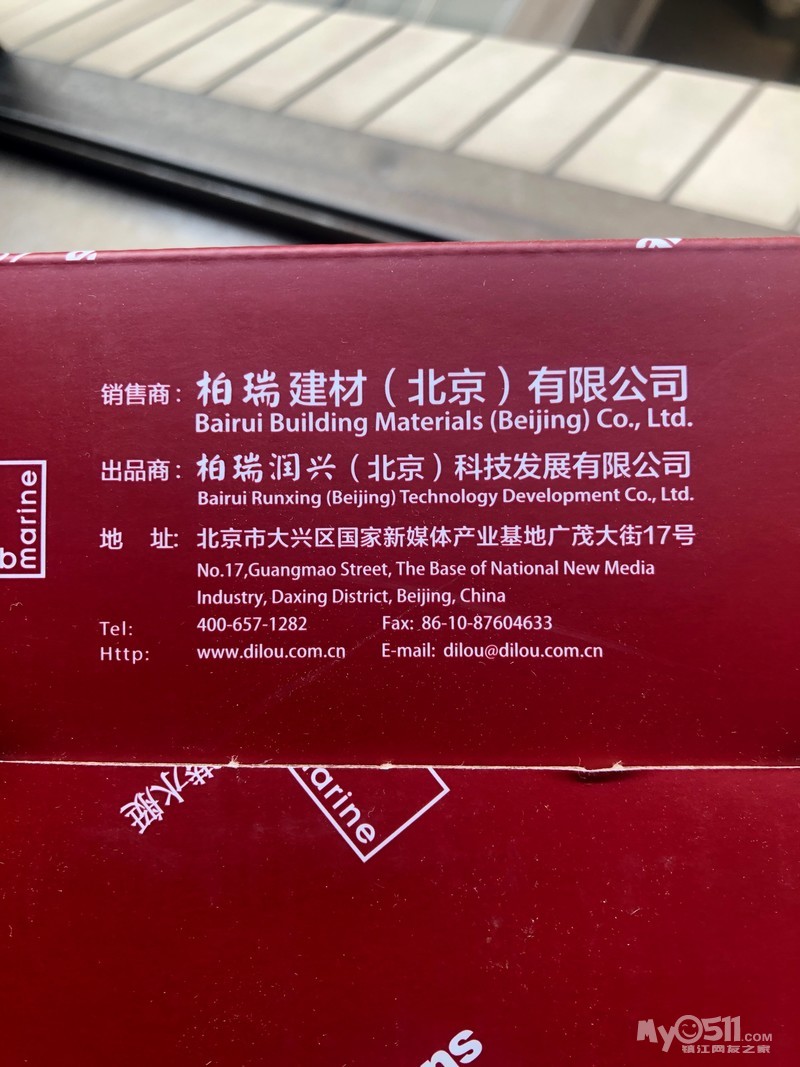 销售商：柏瑞建材（北京）有限公司
Bairui Building Materials (Beijing) Co., Ltd.
出品商：柏瑞润兴（北京）科技发展有限公司
Bairui Runxing (Beijing) Technology Development Co., Ltd.
地 址：北京市大兴区国家新媒体产业基地广茂大街17号
No.17,Guangmao Street, The Base of National New Media
Industry, Daxing District, Beijing, China
Tel: 400-657-1282 Fax: 86-10-87604633
Http: www.dilou.com.cn E-mail: dilou@dilou.com.cn
b
marine
水艇
arine
ns
My0511.COM
镇江网友之家